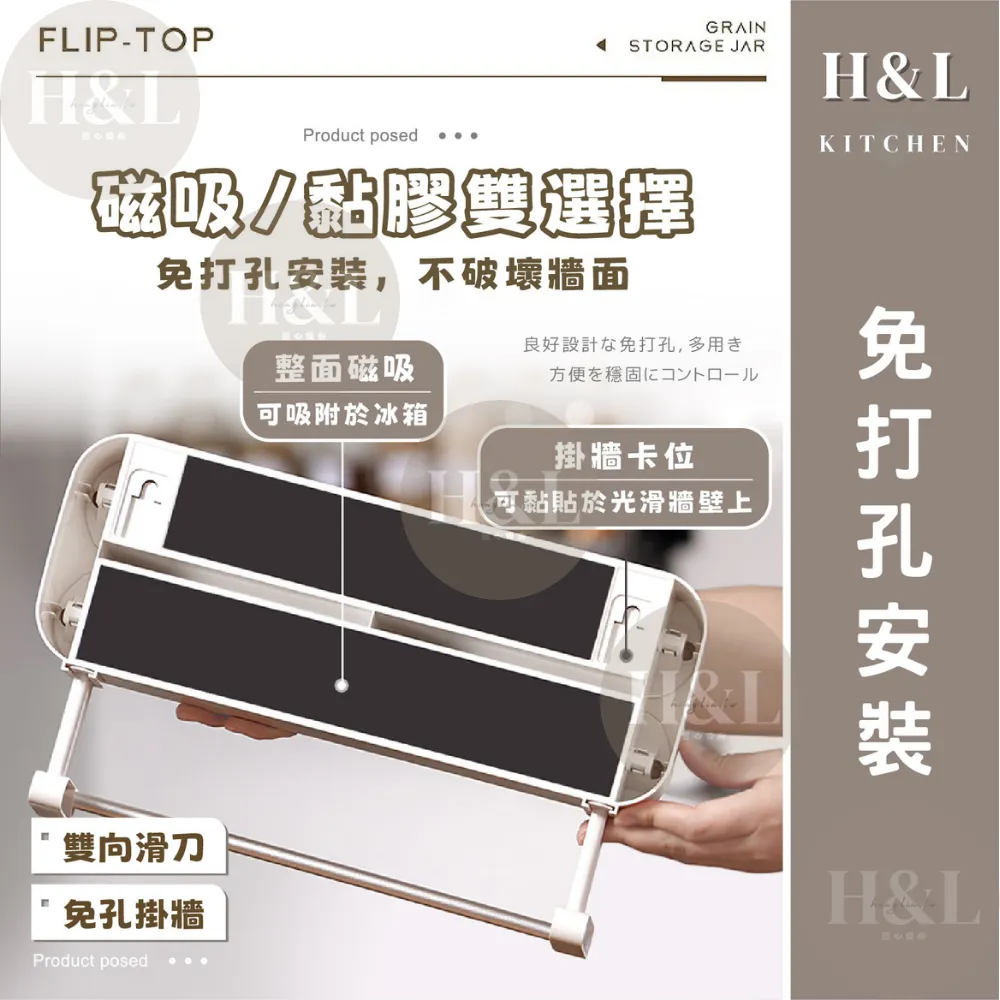 FLIP-TOP
GRAIN
STORAGE JAR
H&L
KITCHEN
Product posed
磁吸/黏膠雙選擇
免打孔安裝，不破壞牆面
良好設計な免打孔，多用き
方便を穩固にコントロール
整面磁吸
可吸附於冰箱
掛牆卡位
可黏貼於光滑牆壁上
免打孔安裝
雙向滑刀
免孔掛牆
Product posed
H&L
H&L
H&L
H&L
H&L